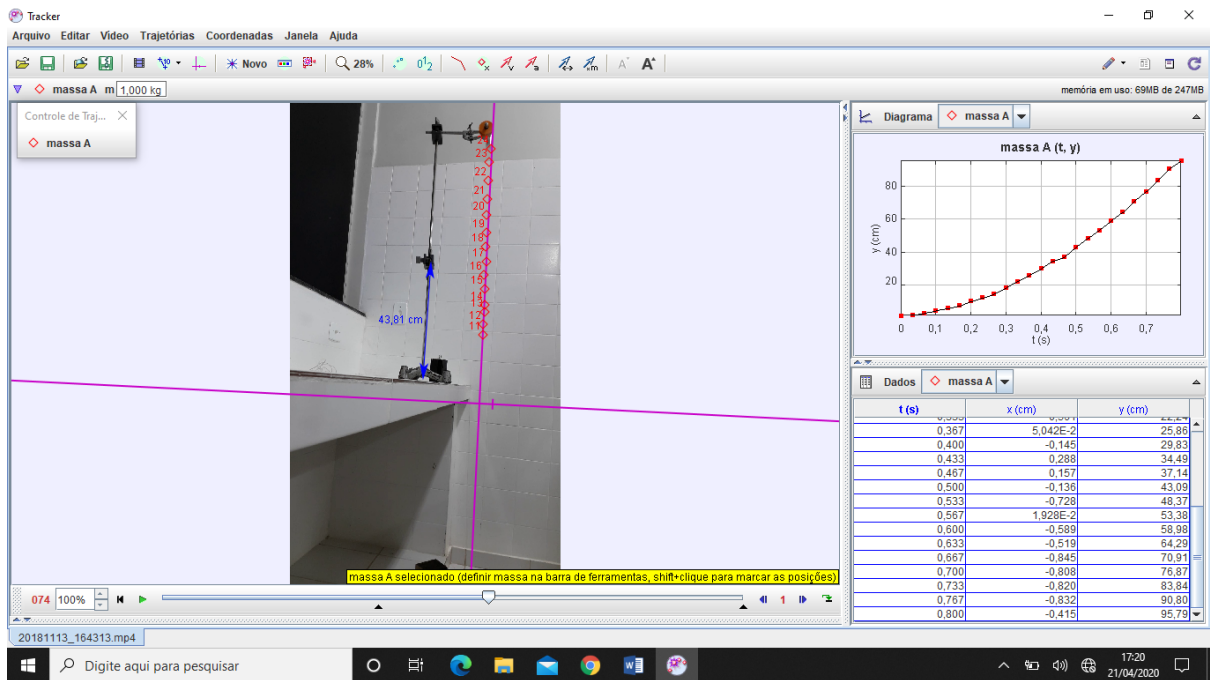 Tracker
Arquivo Editar Video Trajetórias Coordenadas Janela Ajuda
Novo 28%
massa A m 1,000 kg
memória em uso: 69MB de 247MB
Controle de Traj...
massa A
23
22
21
20
19
18
17
16
15
14
13
12
11
43,81 cm
massa A selecionado (definir massa na barra de ferramentas, shift+clique para marcar as posições)
074 100% 1
20181113_164313.mp4
Diagrama massa A
massa A (t, y)
80
60
40
20
y (cm)
0 0,1 0,2 0,3 0,4 0,5 0,6 0,7
t (s)
Dados massa A
t (s) x (cm) y (cm)
0,367 5,042E-2 25,86
0,400 -0,145 29,83
0,433 0,288 34,49
0,467 0,157 37,14
0,500 -0,136 43,09
0,533 -0,728 48,37
0,567 1,928E-2 53,38
0,600 -0,589 58,98
0,633 -0,519 64,29
0,667 -0,845 70,91
0,700 -0,808 76,87
0,733 -0,820 83,84
0,767 -0,832 90,80
0,800 -0,415 95,79
Digite aqui para pesquisar
17:20
21/04/2020